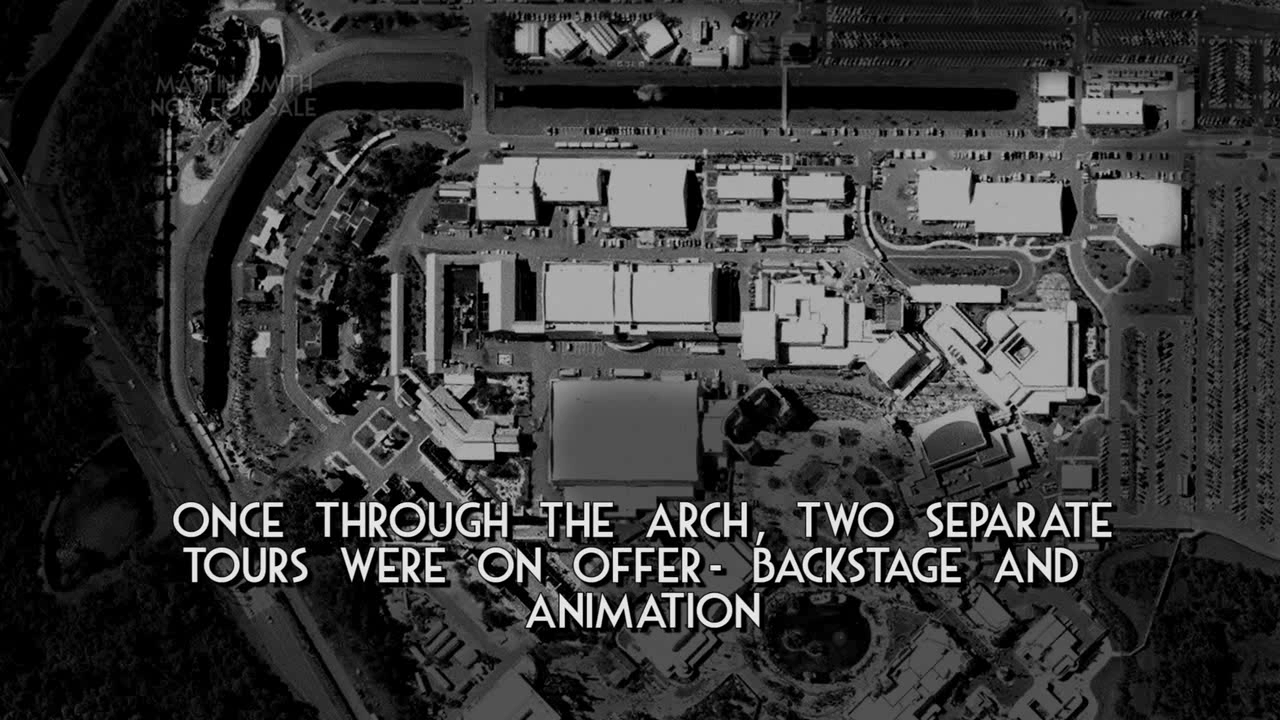 MARTIN SMITH
NOT FOR SALE
ONCE THROUGH THE ARCH, TWO SEPARATE
TOURS WERE ON OFFER- BACKSTAGE AND
ANIMATION